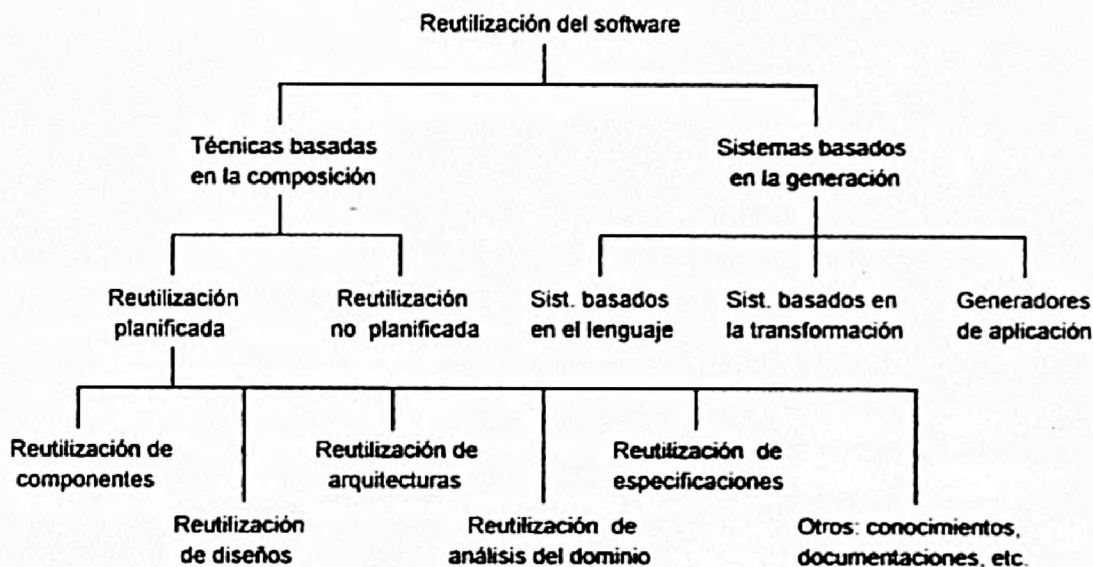 Reutilización del software
Técnicas basadas
en la composición
Sistemas basados
en la generación
Reutilización
planificada
Reutilización
no planificada
Sist. basados
en el lenguaje
Sist. basados en
la transformación
Generadores
de aplicación
Reutilización de
componentes
Reutilización de
arquitecturas
Reutilización de
especificaciones
Reutilización
de diseños
Reutilización de
análisis del dominio
Otros: conocimientos,
documentaciones, etc.